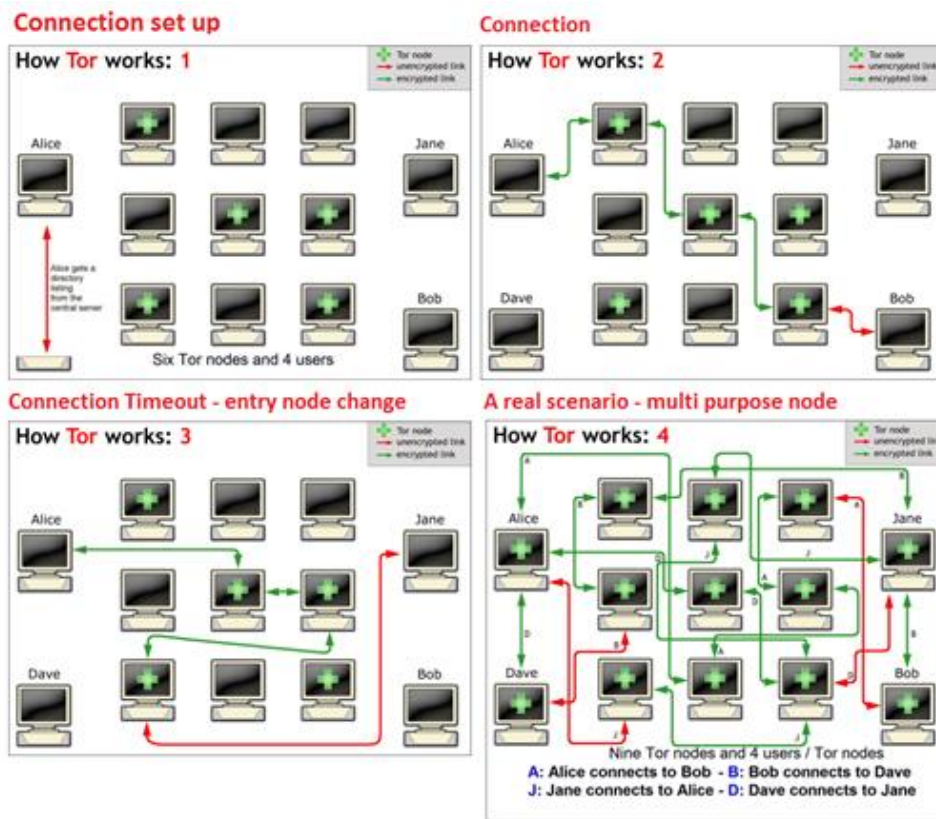 Connection set up
How Tor works: 1
Tor node
unencrypted link
encrypted link
Alice
Jane
Alice gets a
directory
listing
from the
central server
Bob
Six Tor nodes and 4 users
Connection
How Tor works: 2
Tor node
unencrypted link
encrypted link
Alice
Jane
Dave
Bob
Connection Timeout - entry node change
How Tor works: 3
Tor node
unencrypted link
encrypted link
Alice
Jane
Dave
Bob
A real scenario - multi purpose node
How Tor works: 4
Tor node
unencrypted link
encrypted link
A
B
Alice
Jane
J
J
A
D
D
B
B
A
Dave
Bob
D
J
J
Nine Tor nodes and 4 users / Tor nodes
A: Alice connects to Bob - B: Bob connects to Dave
J: Jane connects to Alice - D: Dave connects to Jane